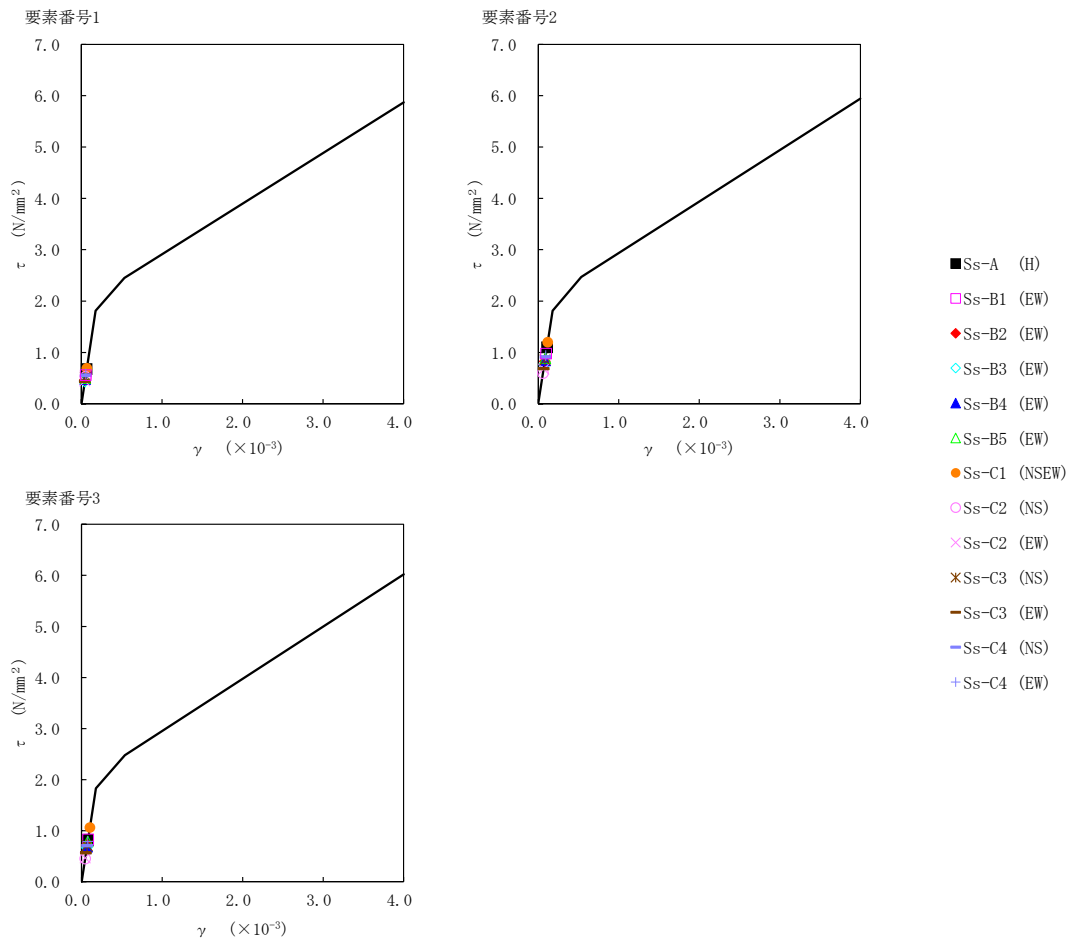 要素番号1
7.0
6.0
5.0
4.0
3.0
2.0
1.0
0.0
τ (N/mm²)
0.0 1.0 2.0 3.0 4.0
γ (×10⁻³)
要素番号2
7.0
6.0
5.0
4.0
3.0
2.0
1.0
0.0
τ (N/mm²)
0.0 1.0 2.0 3.0 4.0
γ (×10⁻³)
要素番号3
7.0
6.0
5.0
4.0
3.0
2.0
1.0
0.0
τ (N/mm²)
0.0 1.0 2.0 3.0 4.0
γ (×10⁻³)
Ss-A (H)
Ss-B1 (EW)
Ss-B2 (EW)
Ss-B3 (EW)
Ss-B4 (EW)
Ss-B5 (EW)
Ss-C1 (NSEW)
Ss-C2 (NS)
Ss-C2 (EW)
Ss-C3 (NS)
Ss-C3 (EW)
Ss-C4 (NS)
Ss-C4 (EW)